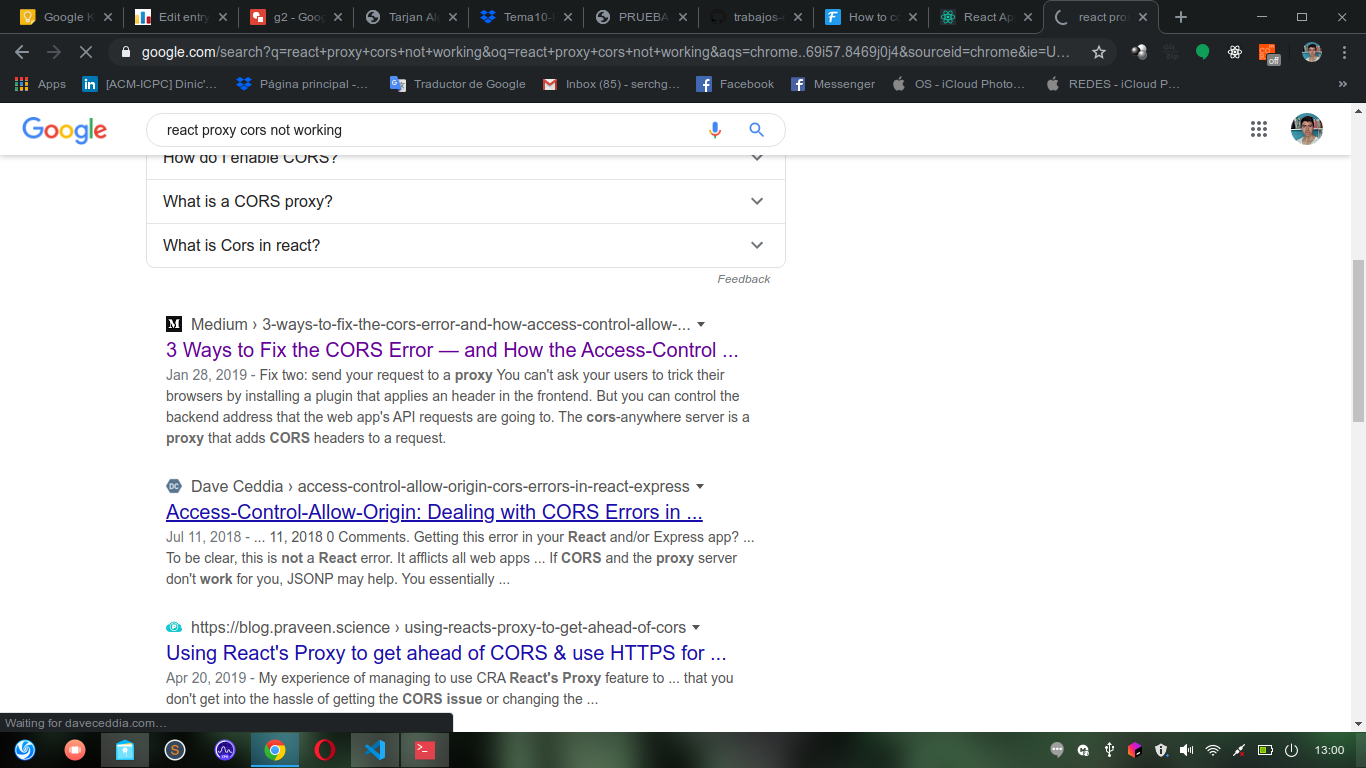 Google K
Edit entry
g2 - Goog
Tarjan Al
Tema10-
PRUEBA
trabajos-
How to co
React Ap
react pro
google.com/search?q=react+proxy+cors+not+working&oq=react+proxy+cors+not+working&aqs=chrome..69i57.8469j0j4&sourceid=chrome&ie=U...
off
Apps
[ACM-ICPC] Dinic'...
Página principal -...
Traductor de Google
Inbox (85) - serchg...
Facebook
Messenger
OS - iCloud Photo...
REDES - iCloud P...
»
Google
react proxy cors not working
How do I enable CORS?
What is a CORS proxy?
What is Cors in react?
Feedback
M Medium › 3-ways-to-fix-the-cors-error-and-how-access-control-allow-...
3 Ways to Fix the CORS Error — and How the Access-Control ...
Jan 28, 2019 - Fix two: send your request to a proxy You can't ask your users to trick their
browsers by installing a plugin that applies an header in the frontend. But you can control the
backend address that the web app's API requests are going to. The cors-anywhere server is a
proxy that adds CORS headers to a request.
DC Dave Ceddia › access-control-allow-origin-cors-errors-in-react-express
Access-Control-Allow-Origin: Dealing with CORS Errors in ...
Jul 11, 2018 - ... 11, 2018 0 Comments. Getting this error in your React and/or Express app? ...
To be clear, this is not a React error. It afflicts all web apps ... If CORS and the proxy server
don't work for you, JSONP may help. You essentially ...
https://blog.praveen.science › using-reacts-proxy-to-get-ahead-of-cors
Using React's Proxy to get ahead of CORS & use HTTPS for ...
Apr 20, 2019 - My experience of managing to use CRA React's Proxy feature to ... that you
don't get into the hassle of getting the CORS issue or changing the ...
Waiting for daveceddia.com...
13:00